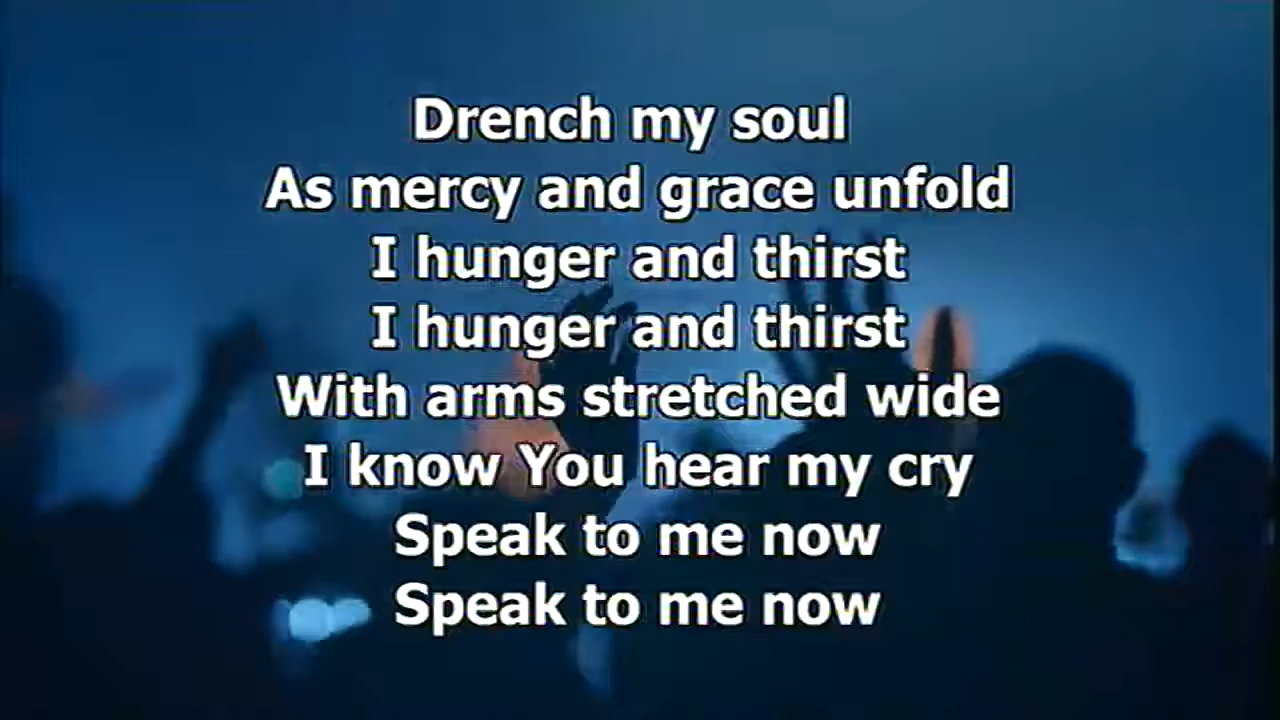 Drench my soul
As mercy and grace unfold
I hunger and thirst
I hunger and thirst
With arms stretched wide
I know You hear my cry
Speak to me now
Speak to me now